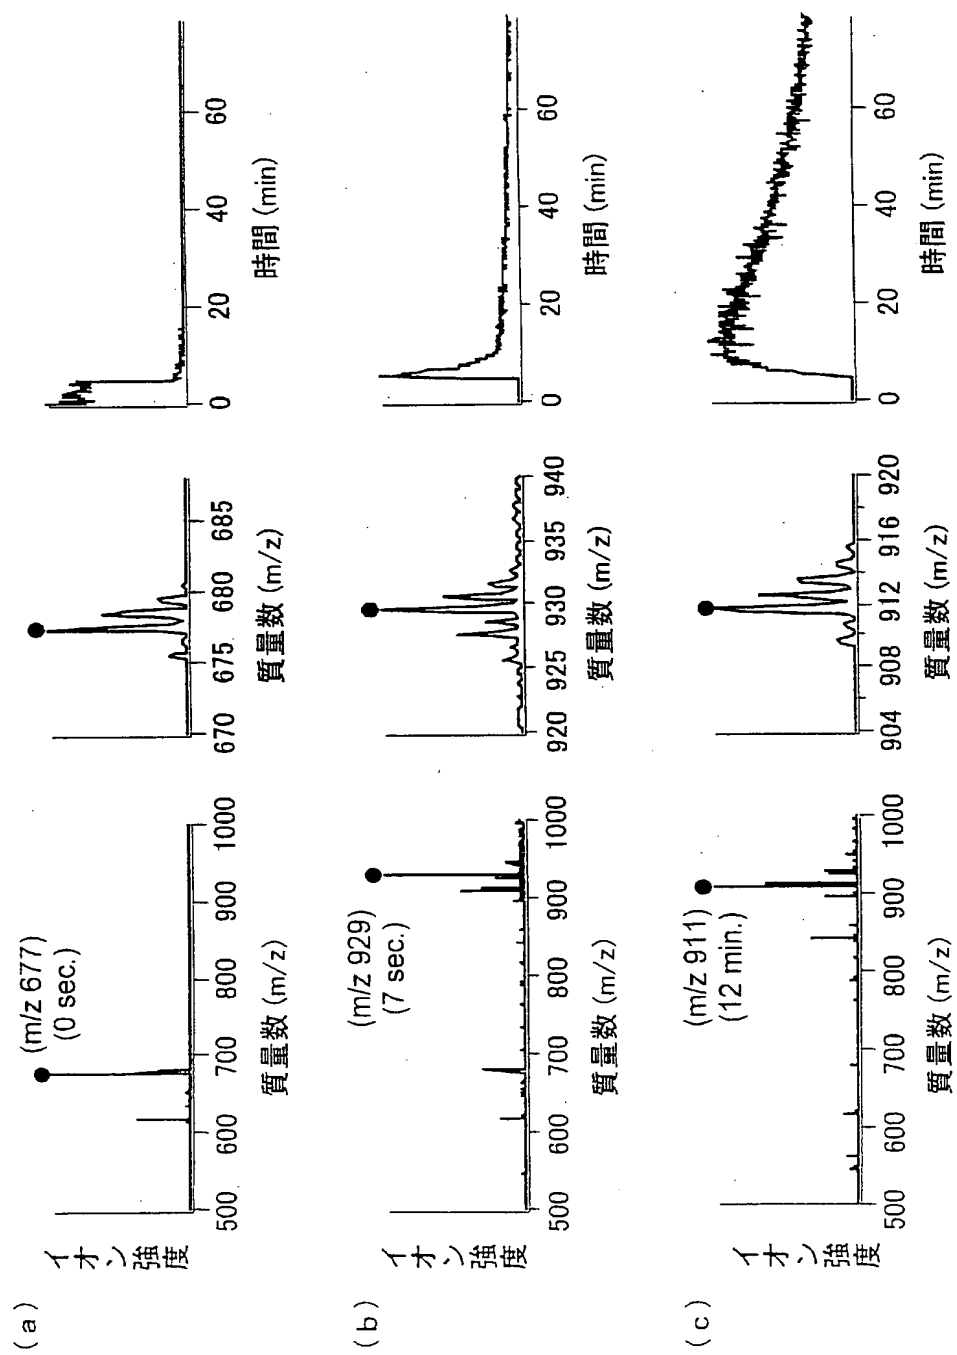 (a)
イオン強度
(m/z 677)
(0 sec.)
500 600 700 800 900 1000
質量数 (m/z)
670 675 680 685
質量数 (m/z)
0 20 40 60
時間 (min)
(b)
イオン強度
(m/z 929)
(7 sec.)
500 600 700 800 900 1000
質量数 (m/z)
920 925 930 935 940
質量数 (m/z)
0 20 40 60
時間 (min)
(c)
イオン強度
(m/z 911)
(12 min.)
500 600 700 800 900 1000
質量数 (m/z)
904 908 912 916 920
質量数 (m/z)
0 20 40 60
時間 (min)